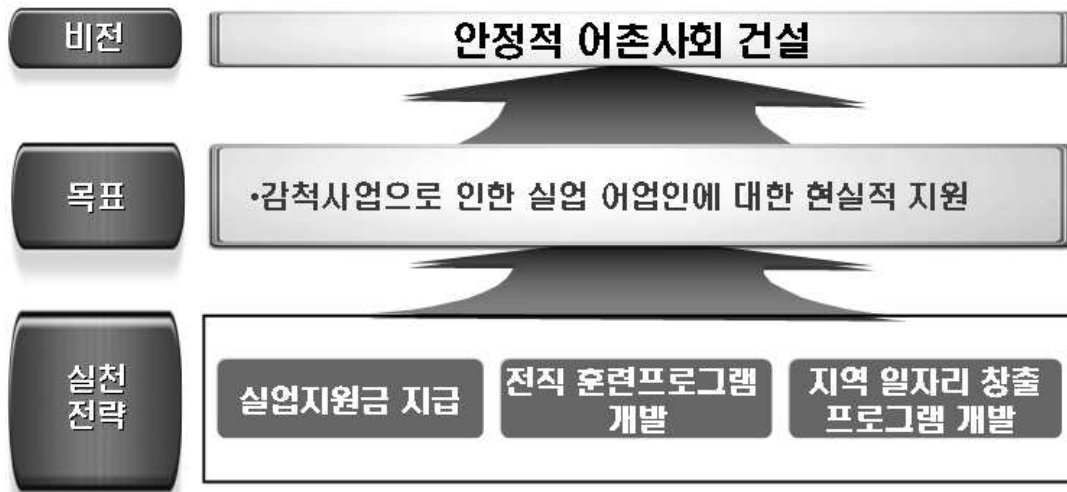 비전
안정적 어촌사회 건설
목표
•감척사업으로 인한 실업 어업인에 대한 현실적 지원
실천
전략
실업지원금 지급
전직 훈련프로그램
개발
지역 일자리 창출
프로그램 개발